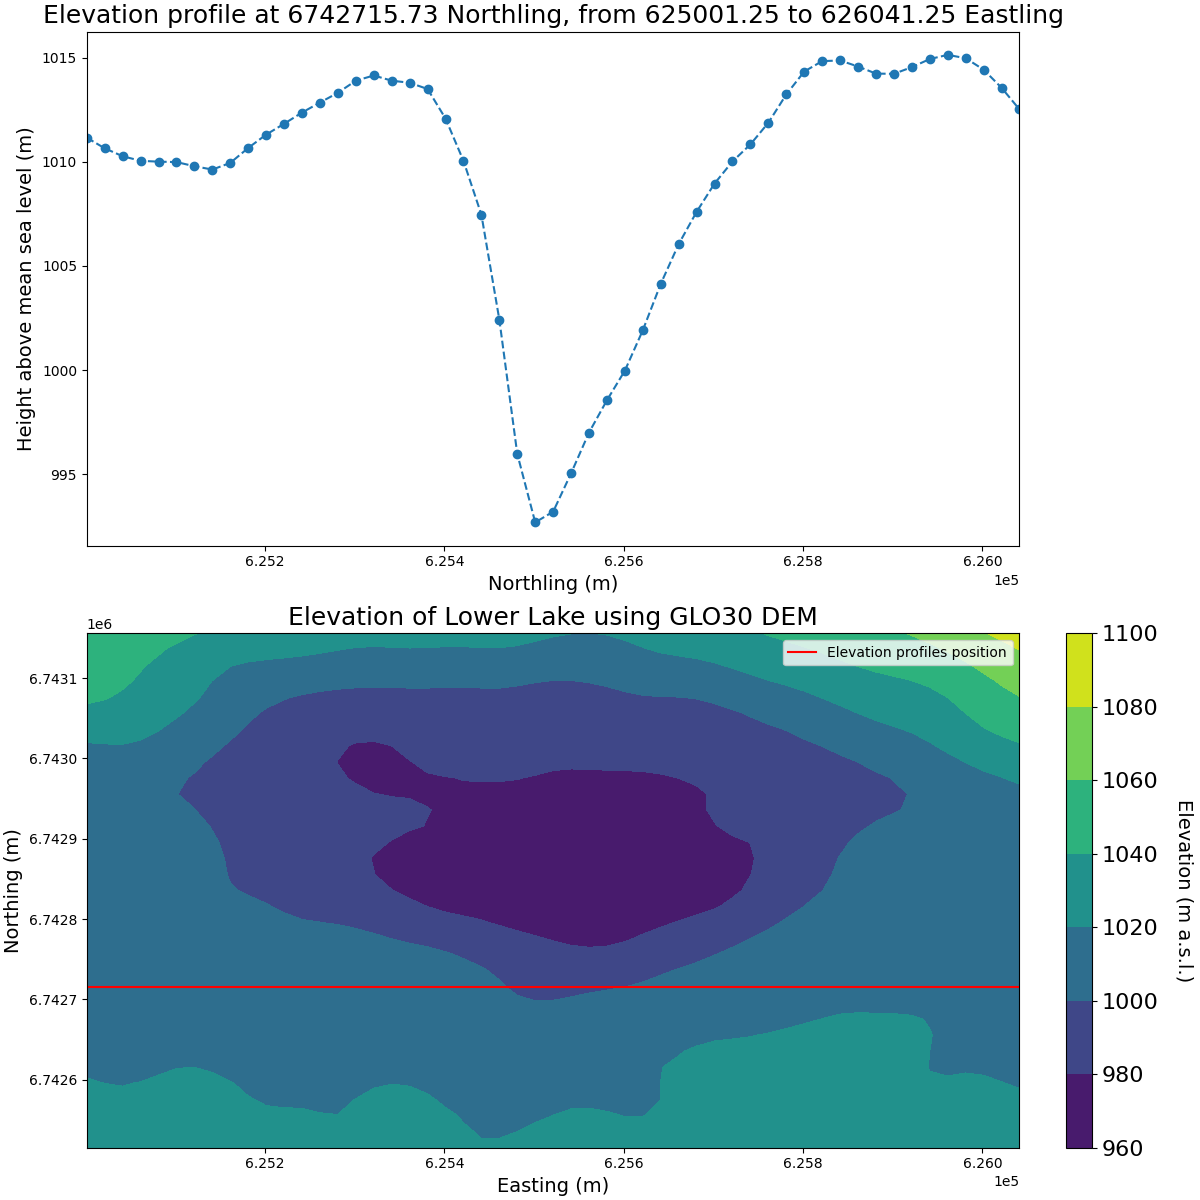 Elevation profile at 6742715.73 Northling, from 625001.25 to 626041.25 Eastling
Height above mean sea level (m)
1015
1010
1005
1000
995
6.252
6.254
6.256
6.258
6.260
1e5
Northling (m)
Elevation of Lower Lake using GLO30 DEM
1e6
Elevation profiles position
Northing (m)
6.7431
6.7430
6.7429
6.7428
6.7427
6.7426
6.252
6.254
6.256
6.258
6.260
1e5
Easting (m)
1100
1080
1060
1040
1020
1000
980
960
Elevation (m a.s.l.)